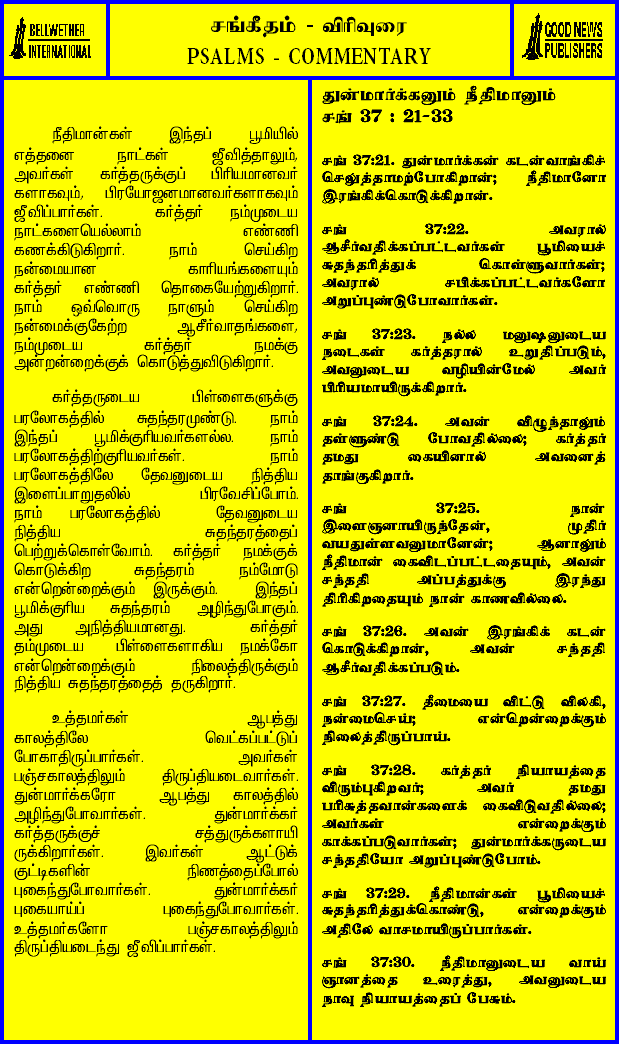 BELLWETHER
INTERNATIONAL
சங்கீதம் - விரிவுரை
PSALMS - COMMENTARY
GOOD NEWS
PUBLISHERS
நீதிமான்கள் இந்தப் பூமியில்
எத்தனை நாட்கள் ஜீவித்தாலும்,
அவர்கள் கர்த்தருக்குப் பிரியமானவர்
களாகவும், பிரயோஜனமானவர்களாகவும்
ஜீவிப்பார்கள். கர்த்தர் நம்முடைய
நாட்களையெல்லாம் எண்ணி
கணக்கிடுகிறார். நாம் செய்கிற
நன்மையான காரியங்களையும்
கர்த்தர் எண்ணி தொகையேற்றுகிறார்.
நாம் ஒவ்வொரு நாளும் செய்கிற
நன்மைக்குகேற்ற ஆசீர்வாதங்களை,
நம்முடைய கர்த்தர் நமக்கு
அன்றன்றைக்குக் கொடுத்துவிடுகிறார்.
கர்த்தருடைய பிள்ளைகளுக்கு
பரலோகத்தில் சுதந்தரமுண்டு. நாம்
இந்தப் பூமிக்குரியவர்களல்ல. நாம்
பரலோகத்திற்குரியவர்கள். நாம்
பரலோகத்திலே தேவனுடைய நித்திய
இளைப்பாறுதலில் பிரவேசிப்போம்.
நாம் பரலோகத்தில் தேவனுடைய
நித்திய சுதந்தரத்தைப்
பெற்றுக்கொள்வோம். கர்த்தர் நமக்குக்
கொடுக்கிற சுதந்தரம் நம்மோடு
என்றென்றைக்கும் இருக்கும். இந்தப்
பூமிக்குரிய சுதந்தரம் அழிந்துபோகும்.
அது அநித்தியமானது. கர்த்தர்
தம்முடைய பிள்ளைகளாகிய நமக்கோ
என்றென்றைக்கும் நிலைத்திருக்கும்
நித்திய சுதந்தரத்தைத் தருகிறார்.
உத்தமர்கள் ஆபத்து
காலத்திலே வெட்கப்பட்டுப்
போகாதிருப்பார்கள். அவர்கள்
பஞ்சகாலத்திலும் திருப்தியடைவார்கள்.
துன்மார்க்கரோ ஆபத்து காலத்தில்
அழிந்துபோவார்கள். துன்மார்க்கர்
கர்த்தருக்குச் சத்துருக்களாயி
ருக்கிறார்கள். இவர்கள் ஆட்டுக்
குட்டிகளின் நிணத்தைப்போல்
புகைந்துபோவார்கள். துன்மார்க்கர்
புகையாய்ப் புகைந்துபோவார்கள்.
உத்தமர்களோ பஞ்சகாலத்திலும்
திருப்தியடைந்து ஜீவிப்பார்கள்.
துன்மார்க்கனும் நீதிமானும்
சங் 37 : 21-33
சங் 37:21. துன்மார்க்கன் கடன்வாங்கிச்
செலுத்தாமற்போகிறான்; நீதிமானோ
இரங்கிக்கொடுக்கிறான்.
சங் 37:22. அவரால்
ஆசீர்வதிக்கப்பட்டவர்கள் பூமியைச்
சுதந்தரித்துக் கொள்ளுவார்கள்;
அவரால் சபிக்கப்பட்டவர்களோ
அறுப்புண்டுபோவார்கள்.
சங் 37:23. நல்ல மனுஷனுடைய
நடைகள் கர்த்தரால் உறுதிப்படும்,
அவனுடைய வழியின்மேல் அவர்
பிரியமாயிருக்கிறார்.
சங் 37:24. அவன் விழுந்தாலும்
தள்ளுண்டு போவதில்லை; கர்த்தர்
தமது கையினால் அவனைத்
தாங்குகிறார்.
சங் 37:25. நான்
இளைஞனாயிருந்தேன், முதிர்
வயதுள்ளவனுமானேன்; ஆனாலும்
நீதிமான் கைவிடப்பட்டதையும், அவன்
சந்ததி அப்பத்துக்கு இரந்து
திரிகிறதையும் நான் காணவில்லை.
சங் 37:26. அவன் இரங்கிக் கடன்
கொடுக்கிறான், அவன் சந்ததி
ஆசீர்வதிக்கப்படும்.
சங் 37:27. தீமையை விட்டு விலகி,
நன்மைசெய்; என்றென்றைக்கும்
நிலைத்திருப்பாய்.
சங் 37:28. கர்த்தர் நியாயத்தை
விரும்புகிறவர்; அவர் தமது
பரிசுத்தவான்களைக் கைவிடுவதில்லை;
அவர்கள் என்றைக்கும்
காக்கப்படுவார்கள்; துன்மார்க்கருடைய
சந்ததியோ அறுப்புண்டுபோம்.
சங் 37:29. நீதிமான்கள் பூமியைச்
சுதந்தரித்துக்கொண்டு, என்றைக்கும்
அதிலே வாசமாயிருப்பார்கள்.
சங் 37:30. நீதிமானுடைய வாய்
ஞானத்தை உரைத்து, அவனுடைய
நாவு நியாயத்தைப் பேசும்.